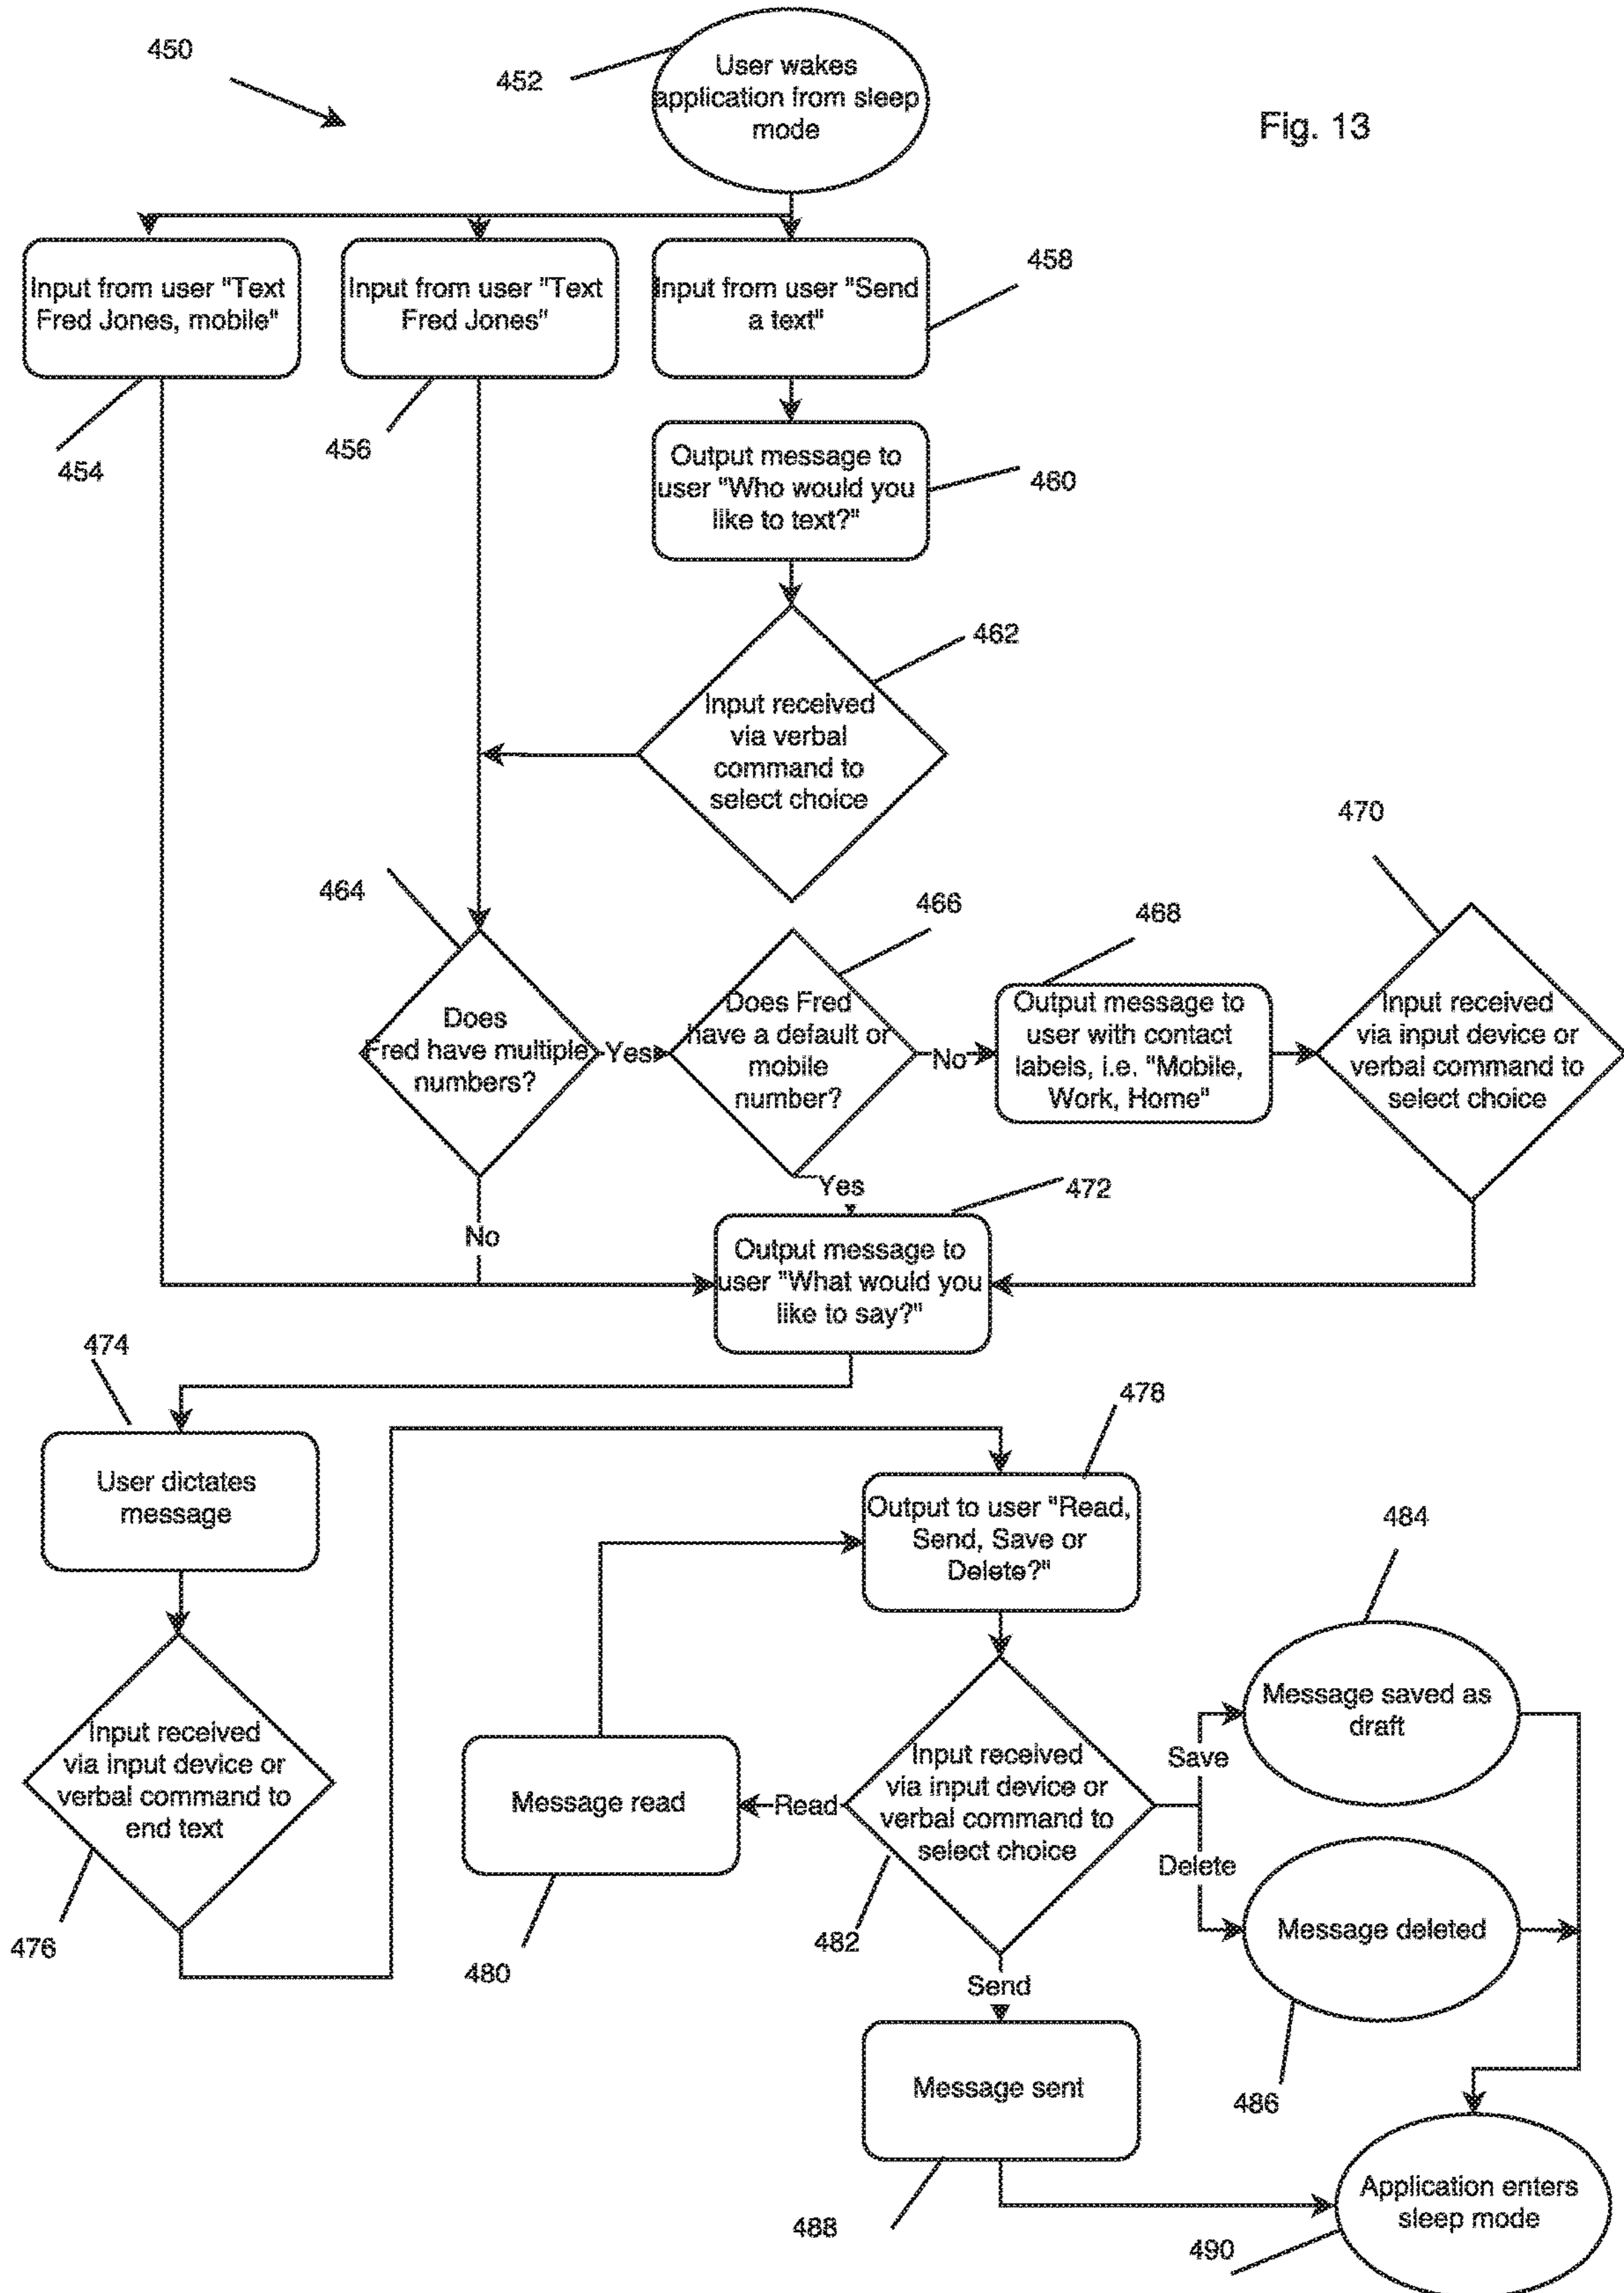 450
452
User wakes
application from sleep
mode
Fig. 13
Input from user "Text
Fred Jones, mobile"
Input from user "Text
Fred Jones"
Input from user "Send
a text"
458
454
456
Output message to
user "Who would you
like to text?"
460
462
Input received
via verbal
command to
select choice
470
464
466
468
Does
Fred have multiple
numbers?
Yes
Does Fred
have a default or
mobile
number?
No
Output message to
user with contact
labels, i.e. "Mobile,
Work, Home"
Input received
via input device or
verbal command to
select choice
Yes
472
No
Output message to
user "What would you
like to say?"
474
478
User dictates
message
Output to user "Read,
Send, Save or
Delete?"
484
Input received
via input device or
verbal command to
end text
Message read
Read
Input received
via input device or
verbal command to
select choice
Save
Message saved as
draft
Delete
Message deleted
476
480
482
Send
486
Message sent
488
Application enters
sleep mode
490